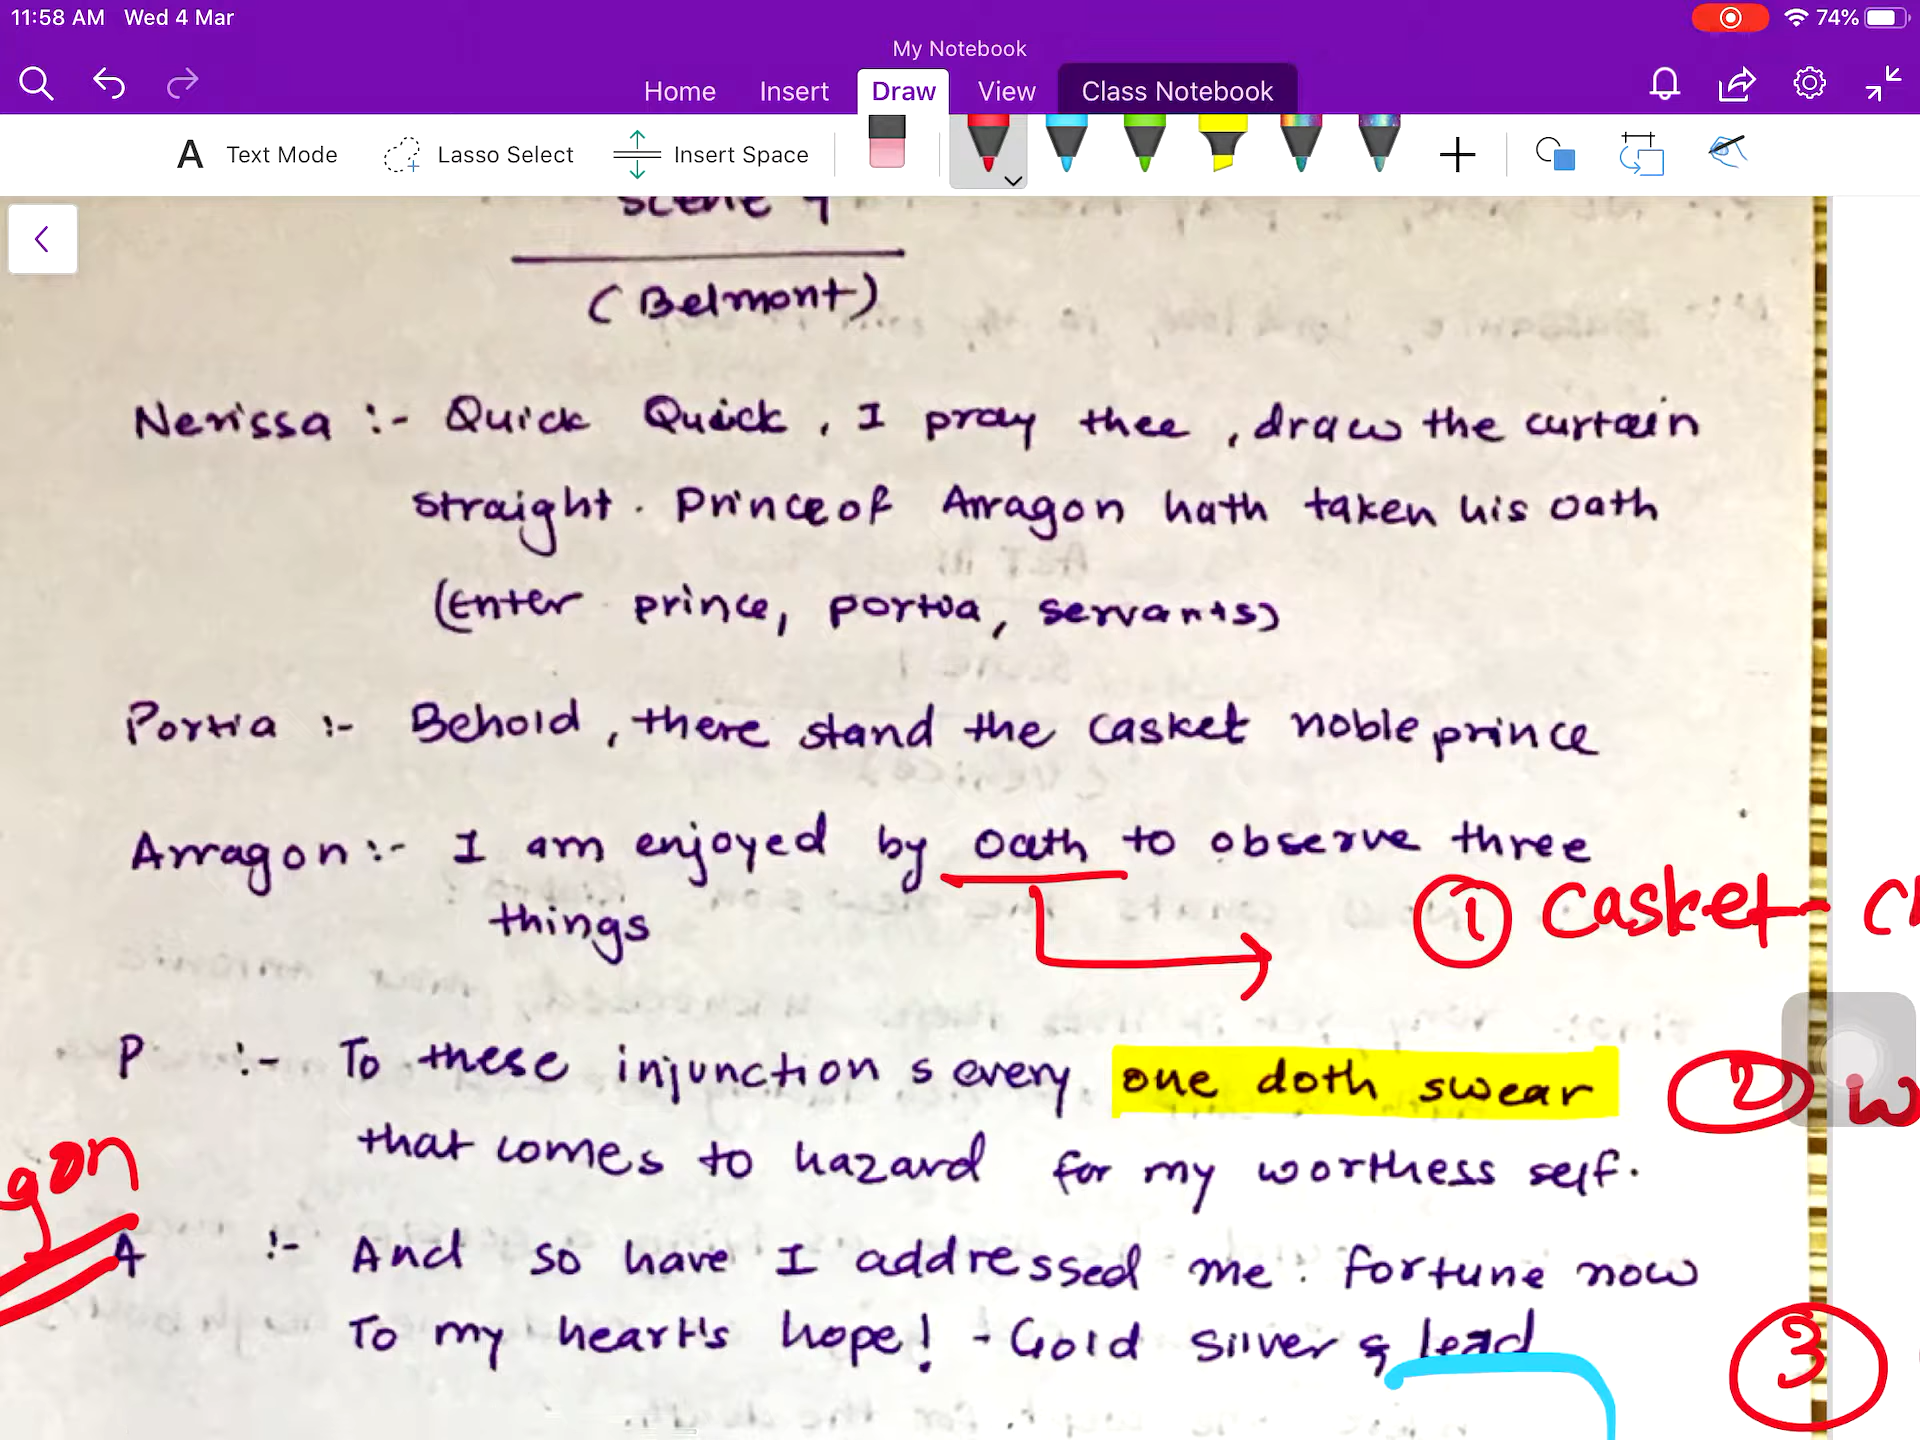 11:58 AM Wed 4 Mar
74%
My Notebook
Home Insert Draw View Class Notebook
A Text Mode Lasso Select Insert Space
Scene
(Belmont)
Nerissa :- Quick Quick, I pray thee, draw the curtain
straight. Prince of Arragon hath taken his oath
(Enter prince, portia, servants)
Portia :- Behold, there stand the casket noble prince
Arragon :- I am enjoyed by oath to observe three
things
① Casket - Ch
P :- To these injunction s every one doth swear
② w
that comes to hazard for my worthess self.
gon
A :- And so have I addressed me. fortune now
To my heart's hope! - Gold silver & lead
③